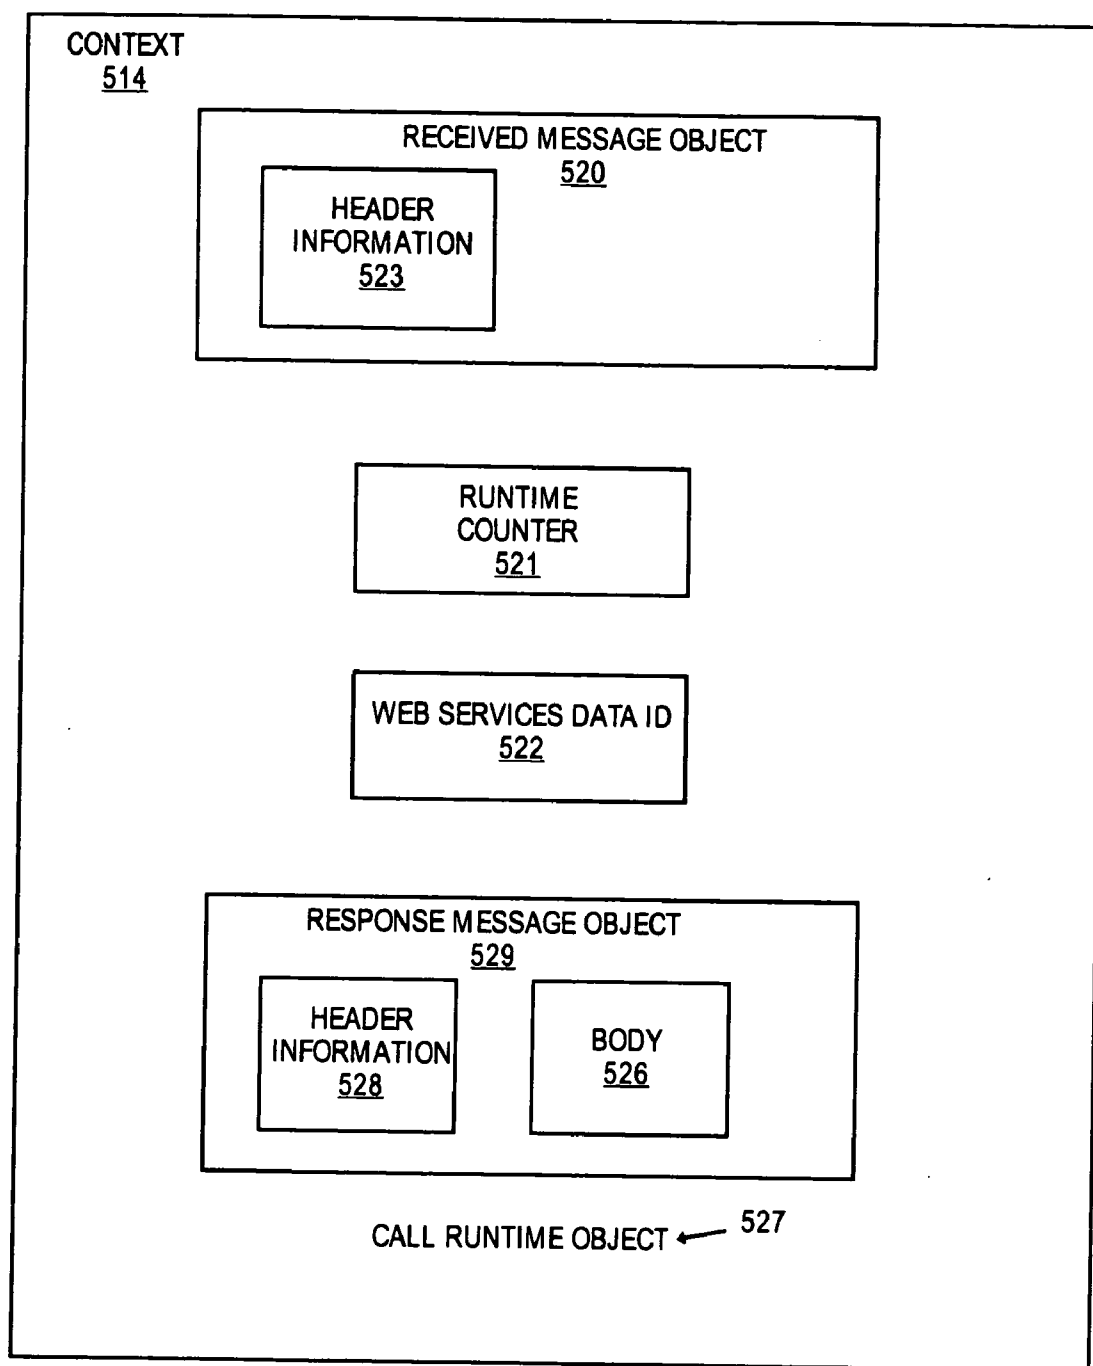 CONTEXT
514
RECEIVED MESSAGE OBJECT
520
HEADER
INFORMATION
523
RUNTIME
COUNTER
521
WEB SERVICES DATA ID
522
RESPONSE MESSAGE OBJECT
529
HEADER
INFORMATION
528
BODY
526
CALL RUNTIME OBJECT
527